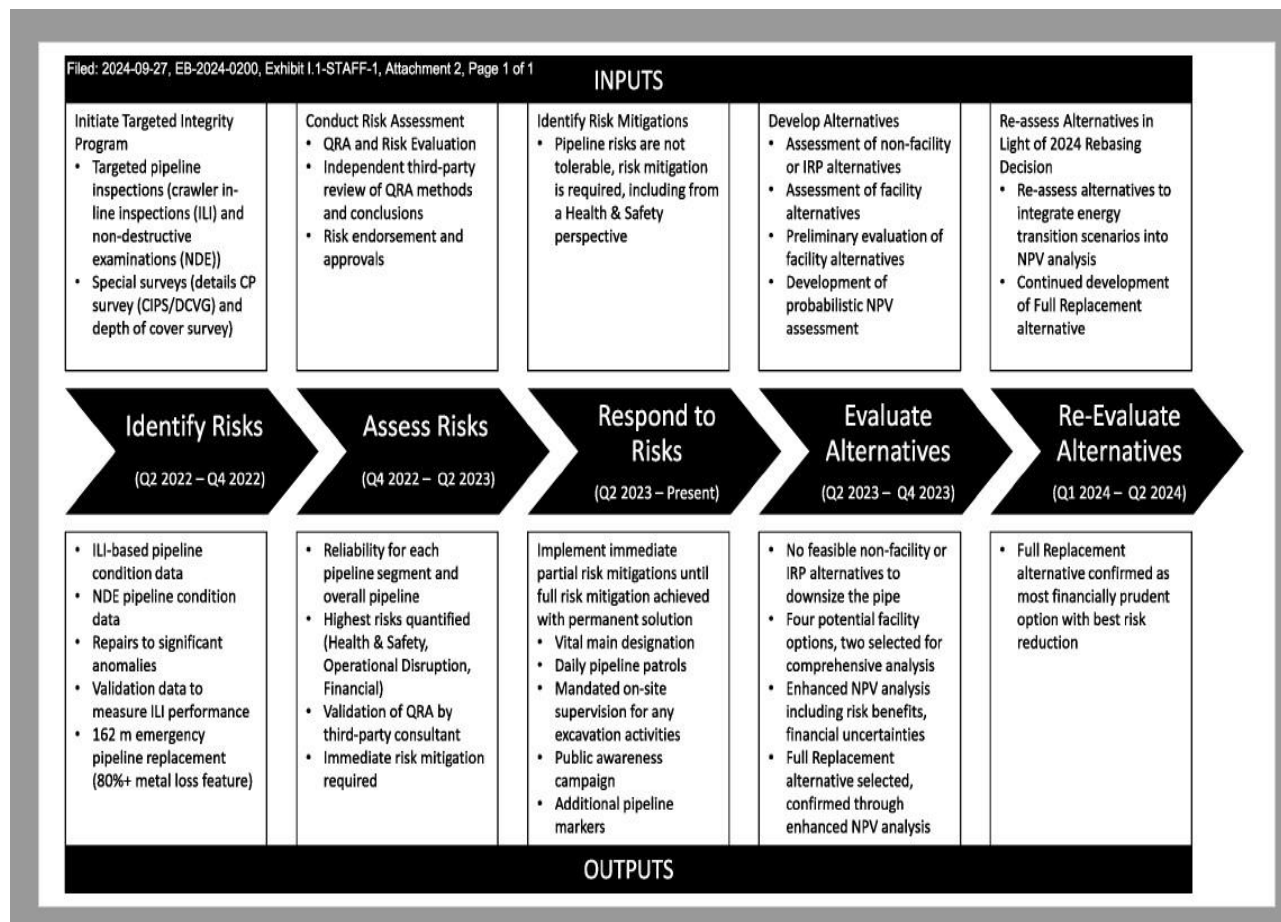 Filed: 2024-09-27, EB-2024-0200, Exhibit I.1-STAFF-1, Attachment 2, Page 1 of 1
INPUTS
Initiate Targeted Integrity
Program
• Targeted pipeline
inspections (crawler in-
line inspections (ILI) and
non-destructive
examinations (NDE))
• Special surveys (details CP
survey (CIPS/DCVG) and
depth of cover survey)
Conduct Risk Assessment
• QRA and Risk Evaluation
• Independent third-party
review of QRA methods
and conclusions
• Risk endorsement and
approvals
Identify Risk Mitigations
• Pipeline risks are not
tolerable, risk mitigation
is required, including from
a Health & Safety
perspective
Develop Alternatives
• Assessment of non-facility
or IRP alternatives
• Assessment of facility
alternatives
• Preliminary evaluation of
facility alternatives
• Development of
probabilistic NPV
assessment
Re-assess Alternatives in
Light of 2024 Rebasing
Decision
• Re-assess alternatives to
integrate energy
transition scenarios into
NPV analysis
• Continued development
of Full Replacement
alternative
Identify Risks
(Q2 2022 – Q4 2022)
Assess Risks
(Q4 2022 – Q2 2023)
Respond to
Risks
(Q2 2023 – Present)
Evaluate
Alternatives
(Q2 2023 – Q4 2023)
Re-Evaluate
Alternatives
(Q1 2024 – Q2 2024)
• ILI-based pipeline
condition data
• NDE pipeline condition
data
• Repairs to significant
anomalies
• Validation data to
measure ILI performance
• 162 m emergency
pipeline replacement
(80%+ metal loss feature)
• Reliability for each
pipeline segment and
overall pipeline
• Highest risks quantified
(Health & Safety,
Operational Disruption,
Financial)
• Validation of QRA by
third-party consultant
• Immediate risk mitigation
required
Implement immediate
partial risk mitigations until
full risk mitigation achieved
with permanent solution
• Vital main designation
• Daily pipeline patrols
• Mandated on-site
supervision for any
excavation activities
• Public awareness
campaign
• Additional pipeline
markers
• No feasible non-facility or
IRP alternatives to
downsize the pipe
• Four potential facility
options, two selected for
comprehensive analysis
• Enhanced NPV analysis
including risk benefits,
financial uncertainties
• Full Replacement
alternative selected,
confirmed through
enhanced NPV analysis
• Full Replacement
alternative confirmed as
most financially prudent
option with best risk
reduction
OUTPUTS